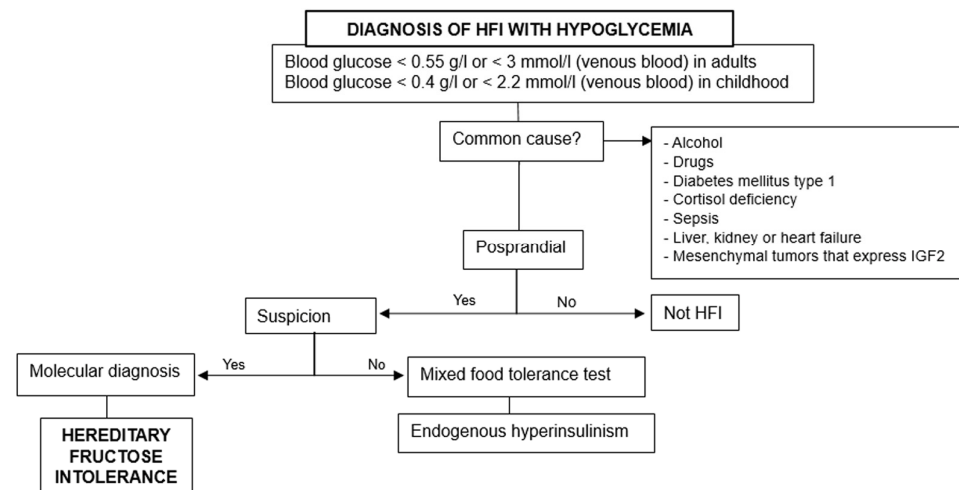 DIAGNOSIS OF HFI WITH HYPOGLYCEMIA
Blood glucose < 0.55 g/l or < 3 mmol/l (venous blood) in adults
Blood glucose < 0.4 g/l or < 2.2 mmol/l (venous blood) in childhood
Common cause?
- Alcohol
- Drugs
- Diabetes mellitus type 1
- Cortisol deficiency
- Sepsis
- Liver, kidney or heart failure
- Mesenchymal tumors that express IGF2
Posprandial
Yes
No
Suspicion
Not HFI
Yes
No
Molecular diagnosis
Mixed food tolerance test
HEREDITARY
FRUCTOSE
INTOLERANCE
Endogenous hyperinsulinism